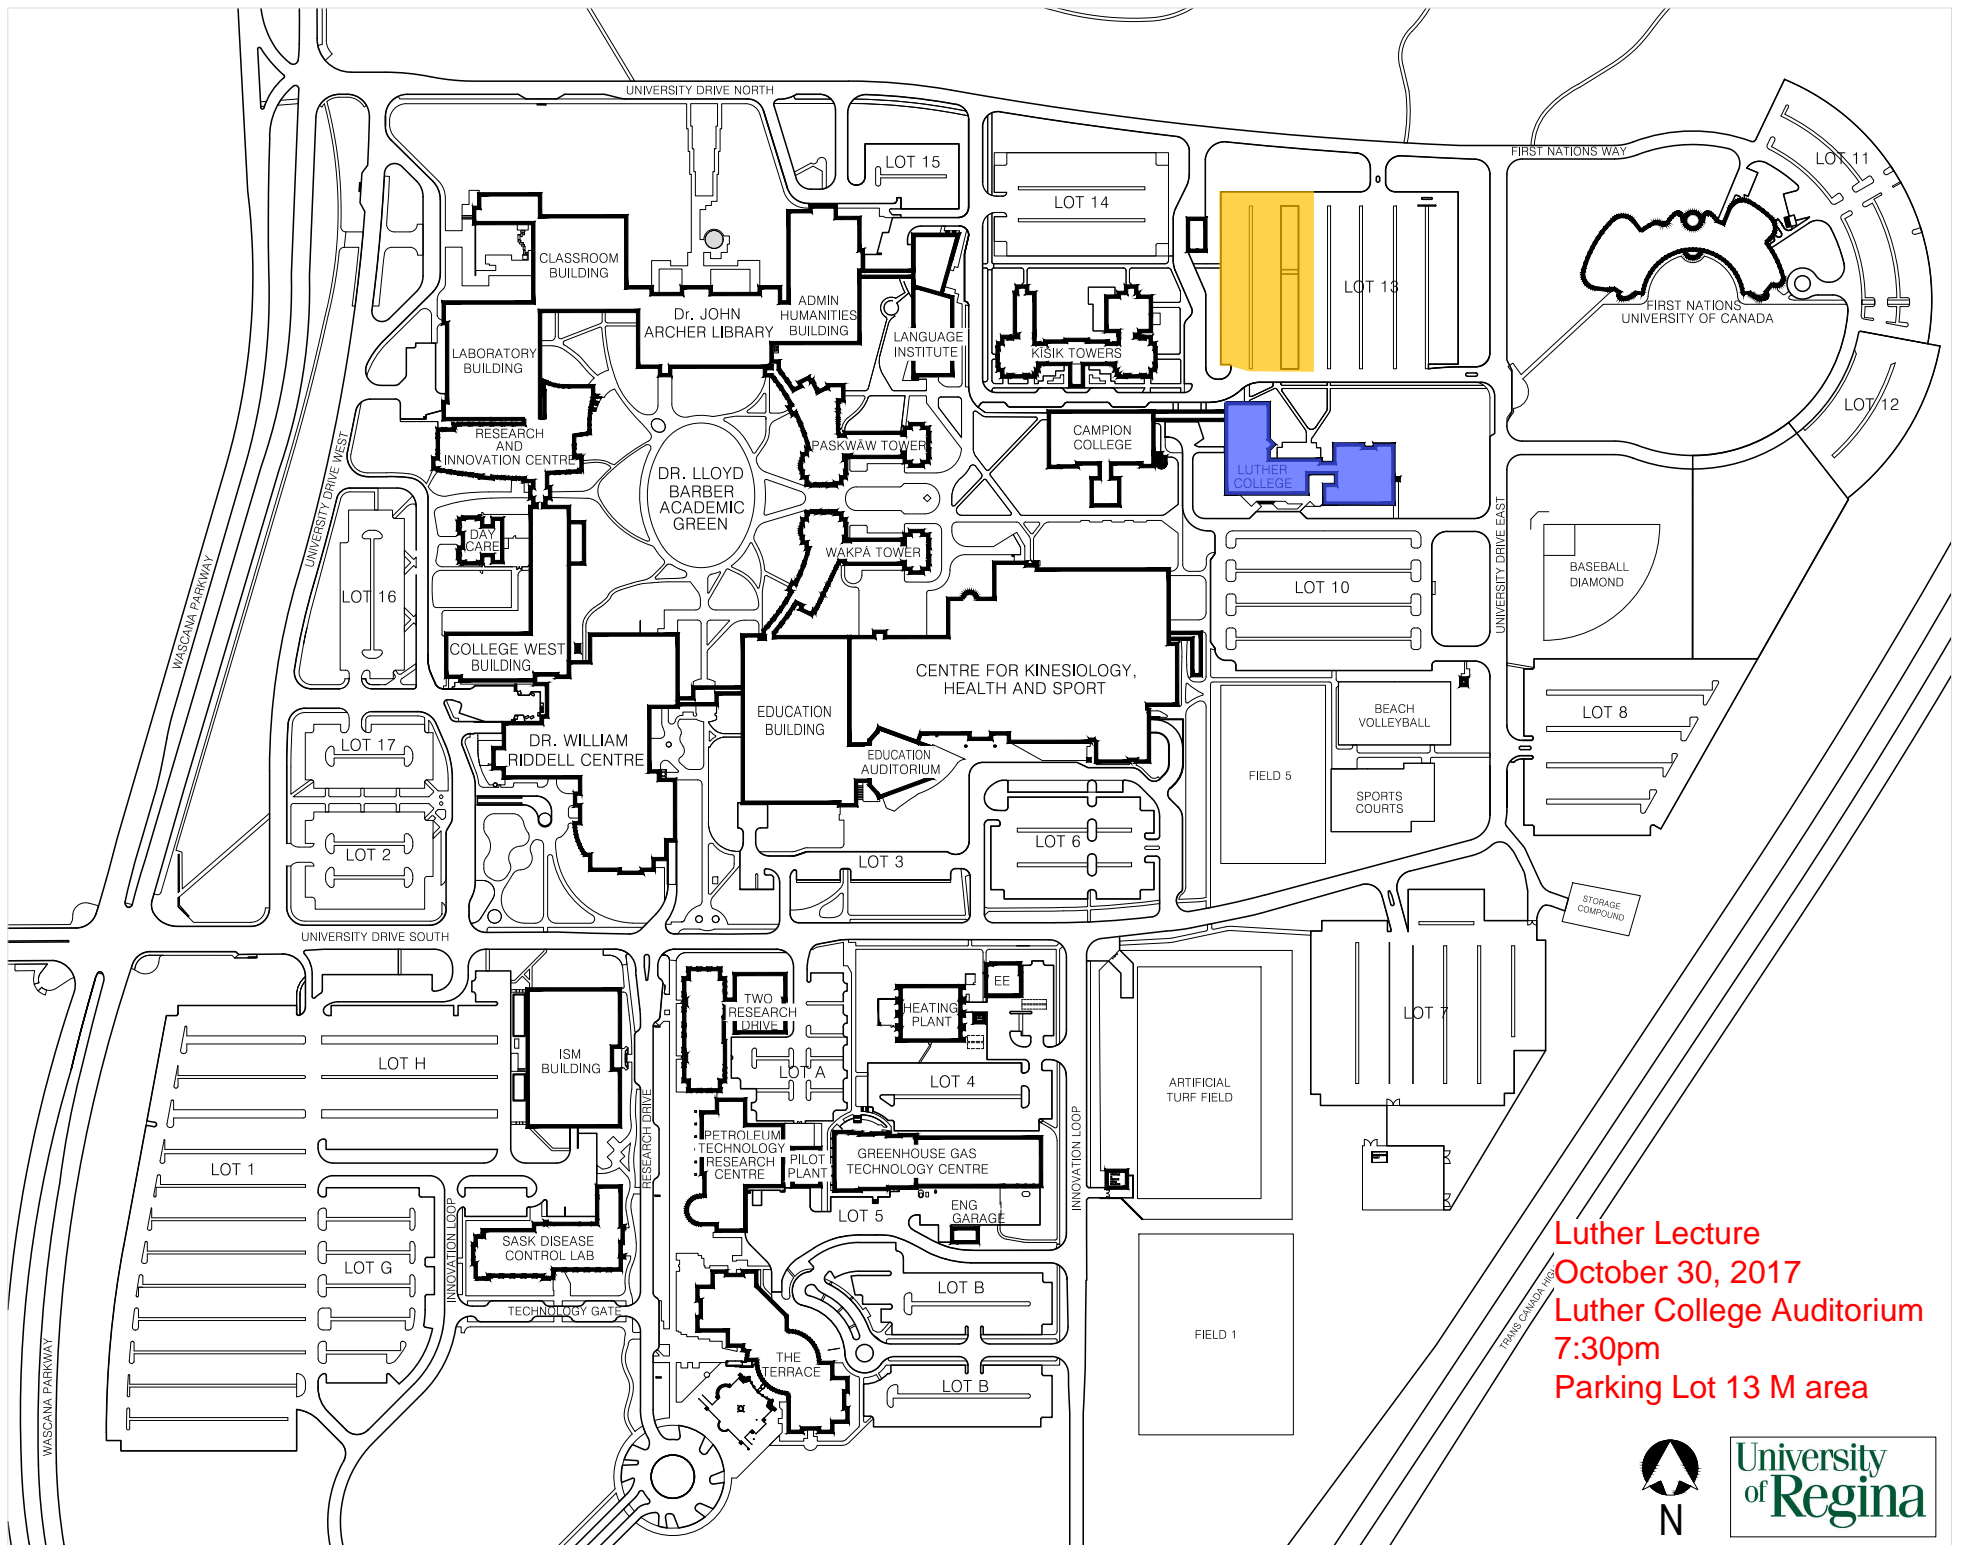 UNIVERSITY DRIVE NORTH
FIRST NATIONS WAY
LOT 11
LOT 15
LOT 14
CLASSROOM
BUILDING
LOT 13
ADMIN
HUMANITIES
BUILDING
Dr. JOHN
ARCHER LIBRARY
FIRST NATIONS
UNIVERSITY OF CANADA
LANGUAGE
INSTITUTE
KĪSIK TOWERS
LABORATORY
BUILDING
LOT 12
RESEARCH
AND
INNOVATION CENTRE
PASKWĀW TOWER
CAMPION
COLLEGE
LUTHER
COLLEGE
DR. LLOYD
BARBER
ACADEMIC
GREEN
UNIVERSITY DRIVE WEST
UNIVERSITY DRIVE EAST
DAY
CARE
WAKPĀ TOWER
BASEBALL
DIAMOND
LOT 10
LOT 16
WASCANA PARKWAY
COLLEGE WEST
BUILDING
CENTRE FOR KINESIOLOGY,
HEALTH AND SPORT
EDUCATION
BUILDING
BEACH
VOLLEYBALL
LOT 8
LOT 17
DR. WILLIAM
RIDDELL CENTRE
EDUCATION
AUDITORIUM
FIELD 5
SPORTS
COURTS
LOT 2
LOT 3
LOT 6
STORAGE
COMPOUND
UNIVERSITY DRIVE SOUTH
EE
TWO
RESEARCH
DRIVE
HEATING
PLANT
LOT 7
LOT H
ISM
BUILDING
LOT A
LOT 4
ARTIFICIAL
TURF FIELD
RESEARCH DRIVE
INNOVATION LOOP
PETROLEUM
TECHNOLOGY
RESEARCH
CENTRE
PILOT
PLANT
GREENHOUSE GAS
TECHNOLOGY CENTRE
LOT 1
LOT 5
ENG
GARAGE
INNOVATION LOOP
SASK DISEASE
CONTROL LAB
LOT G
LOT B
TECHNOLOGY GATE
FIELD 1
THE
TERRACE
LOT B
WASCANA PARKWAY
TRANS CANADA HIG
Luther Lecture
October 30, 2017
Luther College Auditorium
7:30pm
Parking Lot 13 M area
N
University
of Regina